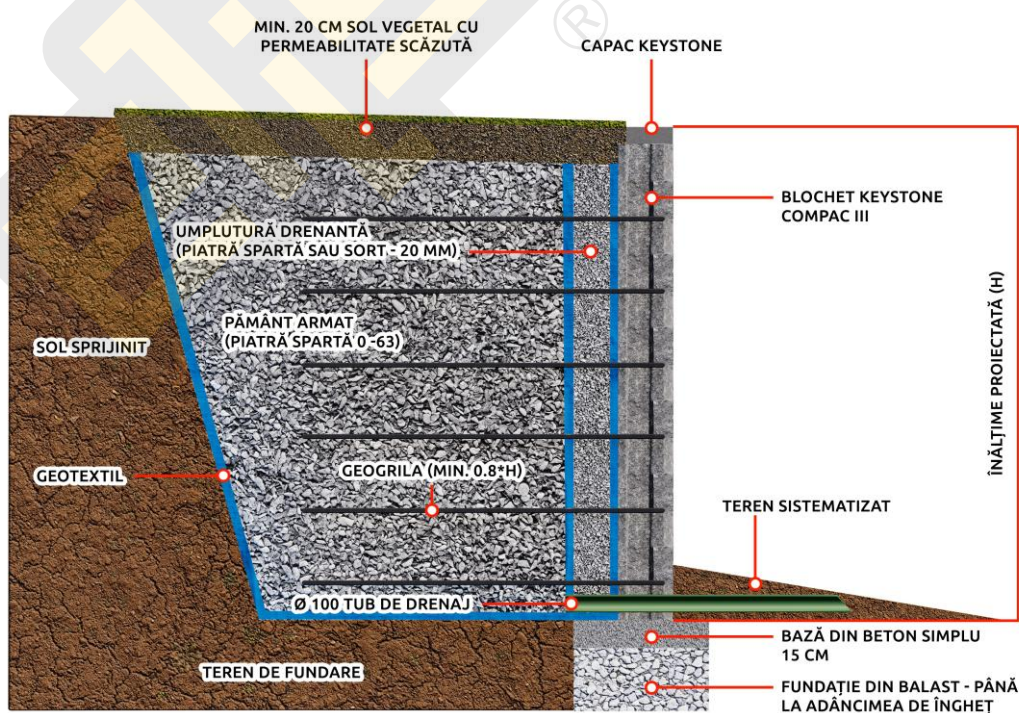 MIN. 20 CM SOL VEGETAL CU
PERMEABILITATE SCĂZUTĂ
CAPAC KEYSTONE
®
BLOCHET KEYSTONE
COMPAC III
UMPLUTURĂ DRENANTĂ
(PIATRĂ SPARTĂ SAU SORT - 20 MM)
PĂMÂNT ARMAT
(PIATRĂ SPARTĂ 0 -63)
SOL SPRIJINIT
ÎNĂLȚIME PROIECTATĂ (H)
GEOTEXTIL
GEOGRILA (MIN. 0.8*H)
TEREN SISTEMATIZAT
Ø 100 TUB DE DRENAJ
BAZĂ DIN BETON SIMPLU
15 CM
TEREN DE FUNDARE
FUNDAȚIE DIN BALAST - PÂNĂ
LA ADÂNCIMEA DE ÎNGHEȚ